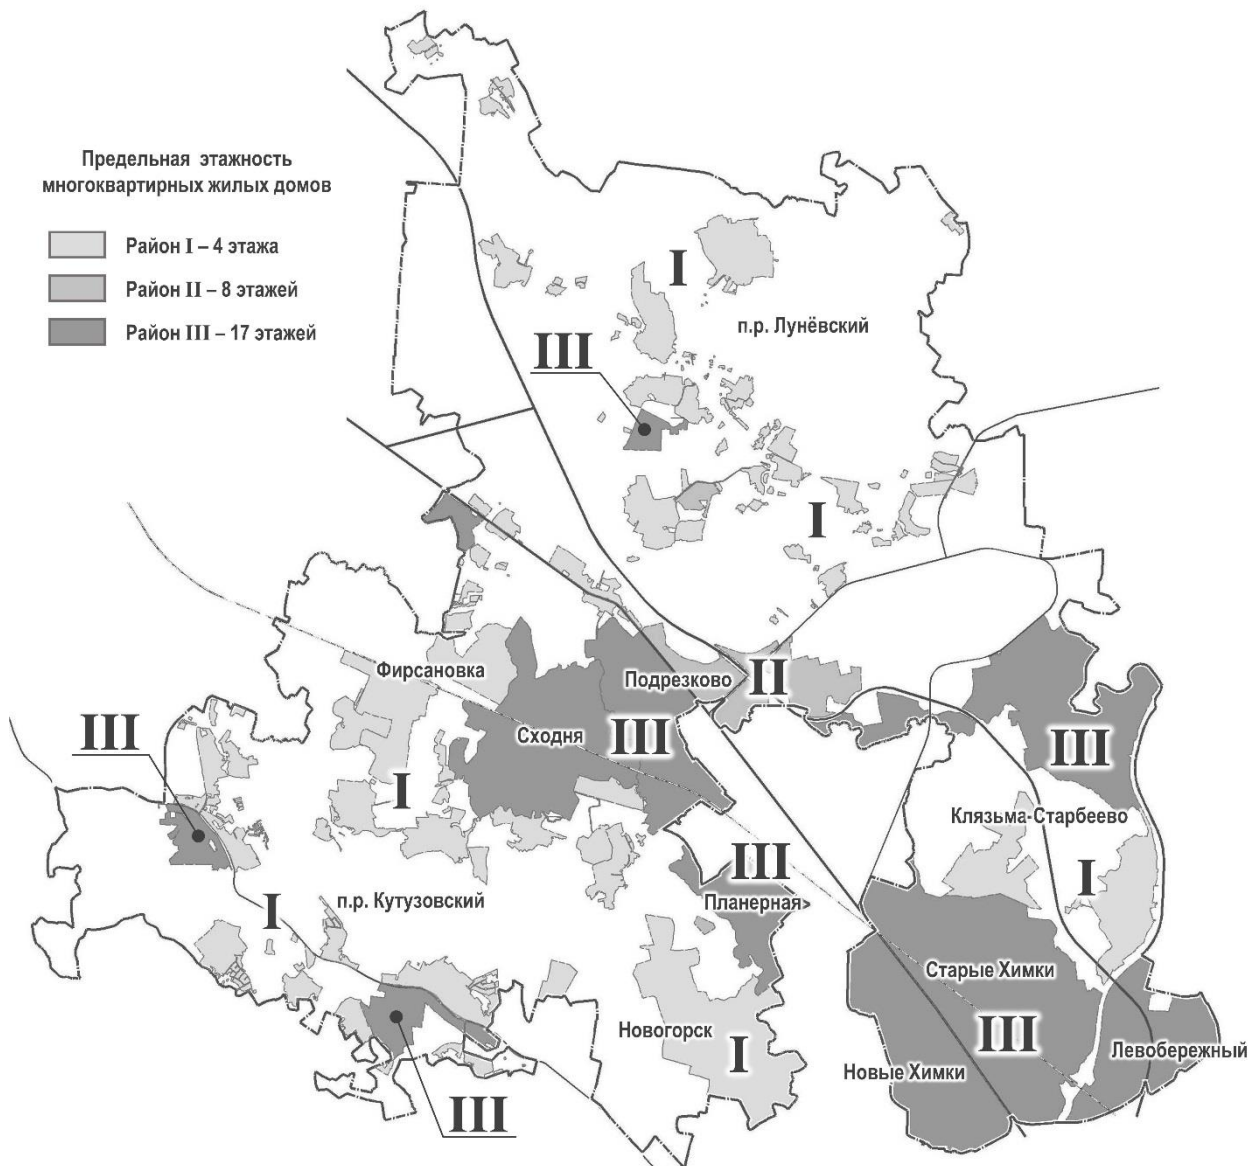 Предельная этажность
многоквартирных жилых домов
Район I – 4 этажа
Район II – 8 этажей
Район III – 17 этажей
I
п.р. Лунёвский
III
I
Фирсановка
Подрезково
II
Сходня
III
III
III
I
Клязьма-Старбеево
III
I
Планерная
п.р. Кутузовский
I
Старые Химки
Новогорск
I
III
Левобережный
Новые Химки
III